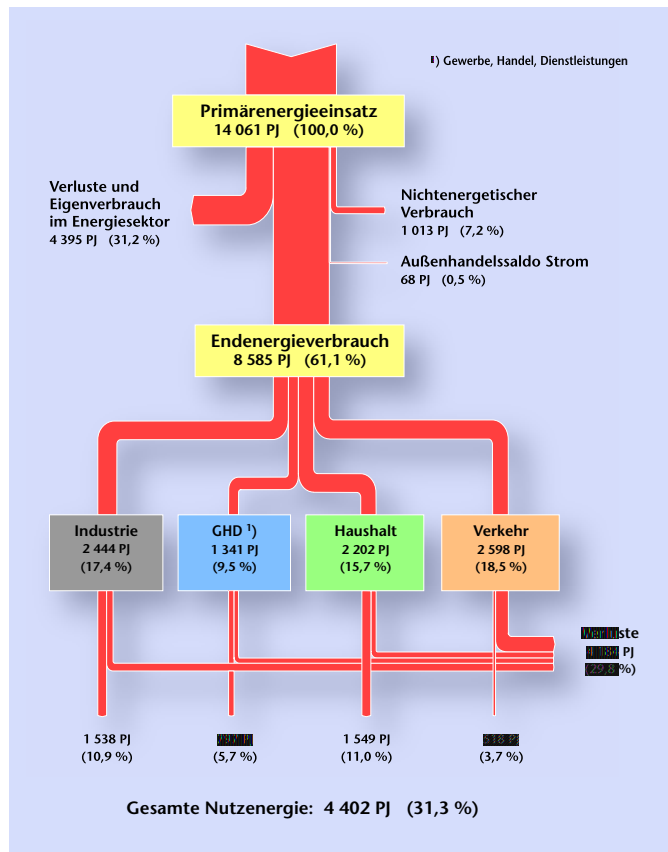 ¹) Gewerbe, Handel, Dienstleistungen
Primärenergieeinsatz
14 061 PJ (100,0 %)
Verluste und
Eigenverbrauch
im Energiesektor
4 395 PJ (31,2 %)
Nichtenergetischer
Verbrauch
1 013 PJ (7,2 %)
Außenhandelssaldo Strom
68 PJ (0,5 %)
Endenergieverbrauch
8 585 PJ (61,1 %)
Industrie
2 444 PJ
(17,4 %)
GHD ¹)
1 341 PJ
(9,5 %)
Haushalt
2 202 PJ
(15,7 %)
Verkehr
2 598 PJ
(18,5 %)
Verluste
PJ
(29,8 %)
1 538 PJ
(10,9 %)
(5,7 %)
1 549 PJ
(11,0 %)
(3,7 %)
Gesamte Nutzenergie: 4 402 PJ (31,3 %)